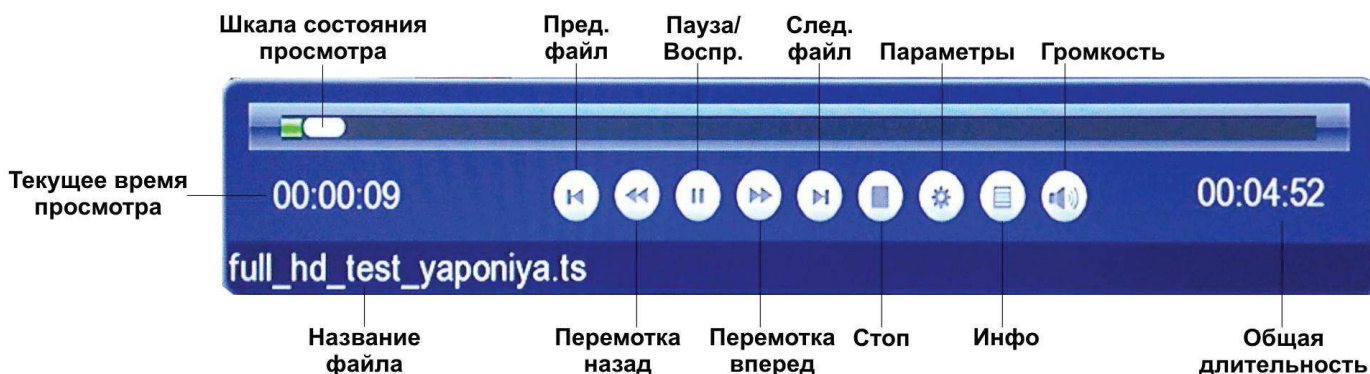 Шкала состояния
просмотра
Пред.
файл
Пауза/
Воспр.
След.
файл
Параметры
Громкость
Текущее время
просмотра
00:00:09
00:04:52
full_hd_test_yaponiya.ts
Название
файла
Перемотка
назад
Перемотка
вперед
Стоп
Инфо
Общая
длительность